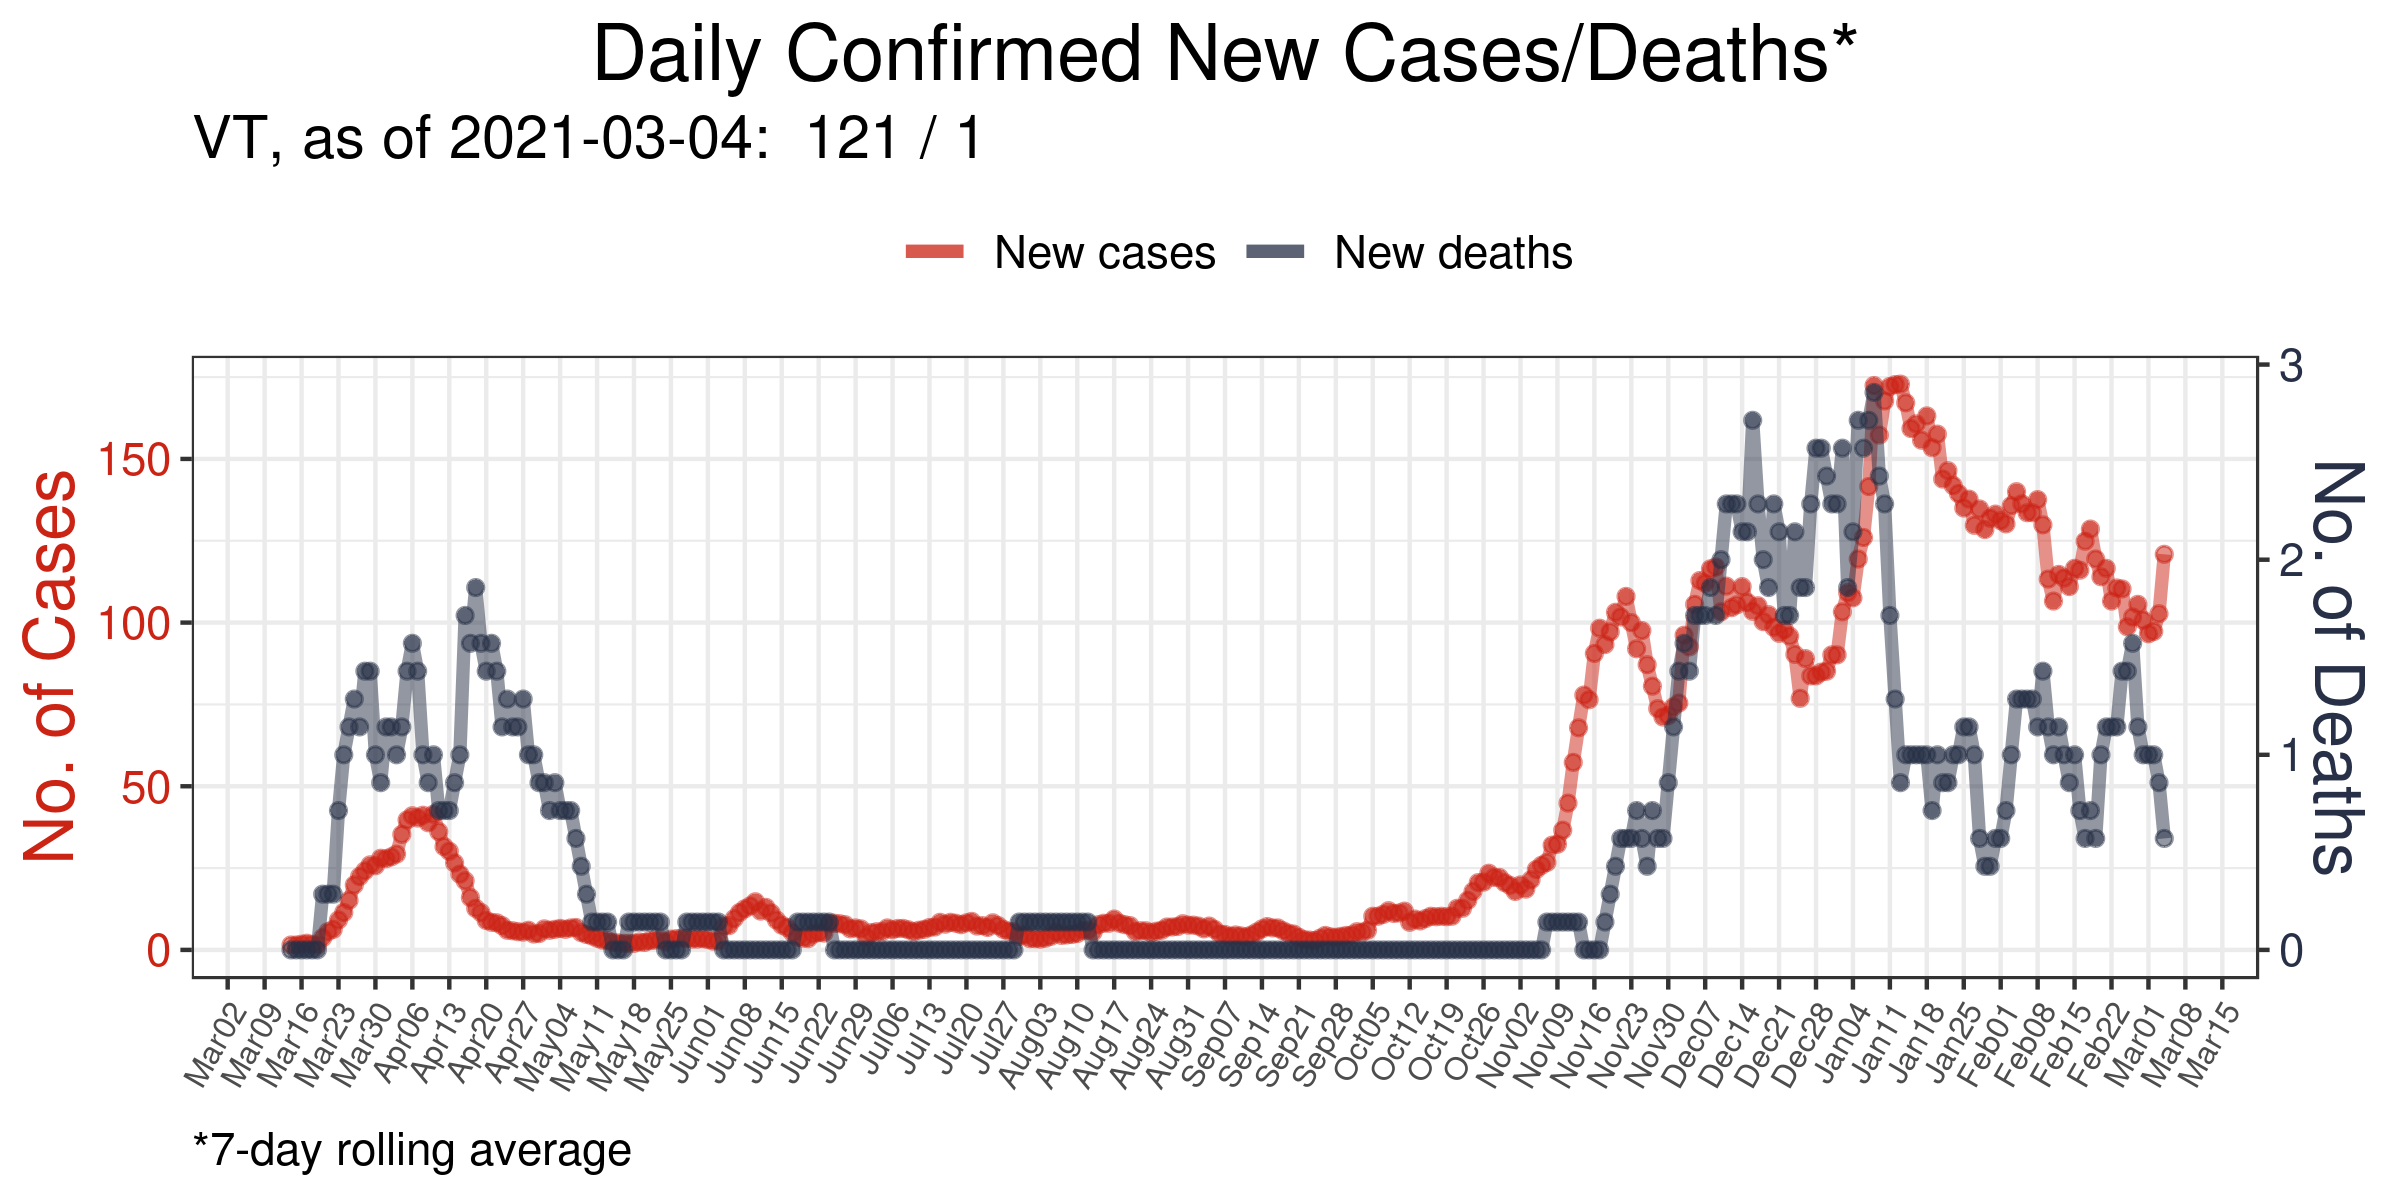 Daily Confirmed New Cases/Deaths*
VT, as of 2021-03-04:  121 / 1
New cases
New deaths
No. of Cases
150
100
50
0
3
2
1
0
No. of Deaths
Mar02
Mar09
Mar16
Mar23
Mar30
Apr06
Apr13
Apr20
Apr27
May04
May11
May18
May25
Jun01
Jun08
Jun15
Jun22
Jun29
Jul06
Jul13
Jul20
Jul27
Aug03
Aug10
Aug17
Aug24
Aug31
Sep07
Sep14
Sep21
Sep28
Oct05
Oct12
Oct19
Oct26
Nov02
Nov09
Nov16
Nov23
Nov30
Dec07
Dec14
Dec21
Dec28
Jan04
Jan11
Jan18
Jan25
Feb01
Feb08
Feb15
Feb22
Mar01
Mar08
Mar15
*7-day rolling average